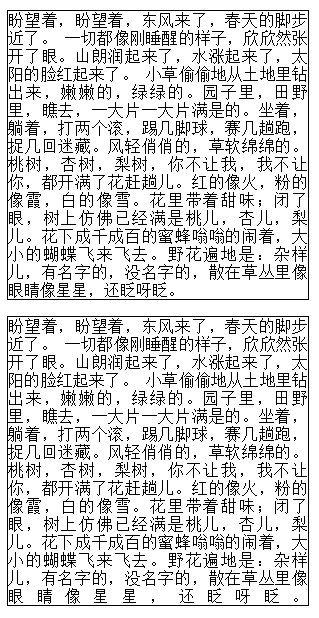 盼望着，盼望着，东风来了，春天的脚步
近了。 一切都像刚睡醒的样子，欣欣然张
开了眼。山朗润起来了，水涨起来了，太
阳的脸红起来了。 小草偷偷地从土地里钻
出来，嫩嫩的，绿绿的。园子里，田野
里，瞧去，一大片一大片满是的。坐着，
躺着，打两个滚，踢几脚球，赛几趟跑，
捉几回迷藏。风轻俏俏的，草软绵绵的。
桃树，杏树，梨树，你不让我，我不让
你，都开满了花赶趟儿。红的像火，粉的
像霞，白的像雪。花里带着甜味；闭了
眼，树上仿佛已经满是桃儿，杏儿，梨
儿。花下成千成百的蜜蜂嗡嗡的闹着，大
小的蝴蝶飞来飞去。野花遍地是：杂样
儿，有名字的，没名字的，散在草丛里像
眼睛像星星，还眨呀眨。
盼望着，盼望着，东风来了，春天的脚步
近了。 一切都像刚睡醒的样子，欣欣然张
开了眼。山朗润起来了，水涨起来了，太
阳的脸红起来了。 小草偷偷地从土地里钻
出来，嫩嫩的，绿绿的。园子里，田野
里，瞧去，一大片一大片满是的。坐着，
躺着，打两个滚，踢几脚球，赛几趟跑，
捉几回迷藏。风轻俏俏的，草软绵绵的。
桃树，杏树，梨树，你不让我，我不让
你，都开满了花赶趟儿。红的像火，粉的
像霞，白的像雪。花里带着甜味；闭了
眼，树上仿佛已经满是桃儿，杏儿，梨
儿。花下成千成百的蜜蜂嗡嗡的闹着，大
小的蝴蝶飞来飞去。野花遍地是：杂样
儿，有名字的，没名字的，散在草丛里像
眼睛像星星，还眨呀眨。